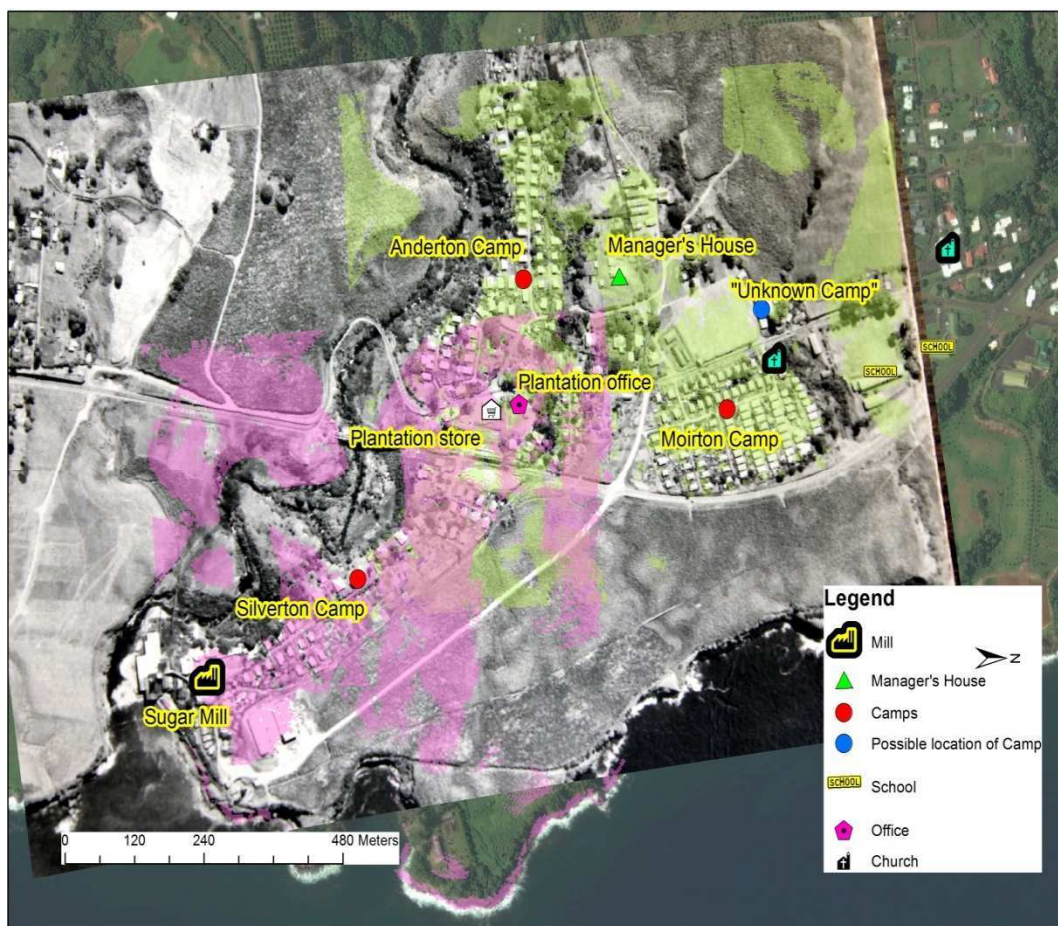 Anderton Camp
Manager's House
"Unknown Camp"
SCHOOL
SCHOOL
Plantation office
Plantation store
Moirton Camp
Silverton Camp
Sugar Mill
0 120 240 480 Meters
Legend
Mill
N
Manager's House
Camps
Possible location of Camp
SCHOOL School
Office
Church